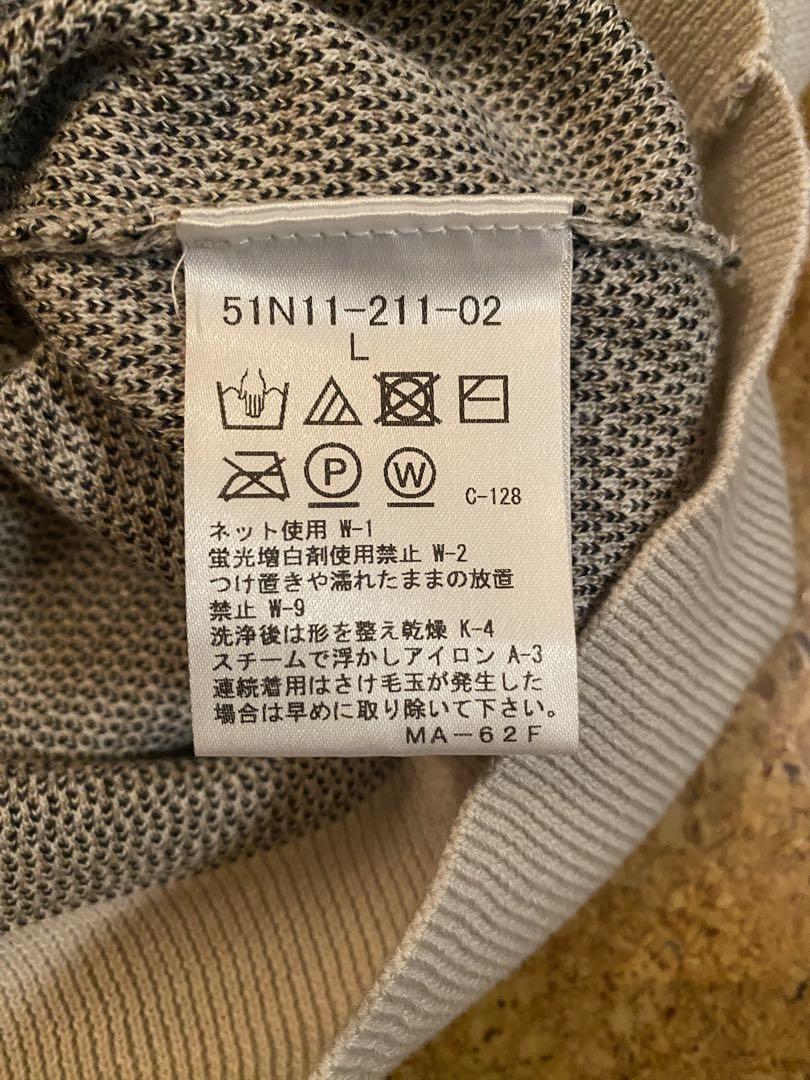 51N11-211-02
L
P W C-128
ネット使用 W-1
蛍光増白剤使用禁止 W-2
つけ置きや濡れたままの放置
禁止 W-9
洗浄後は形を整え乾燥 K-4
スチームで浮かしアイロン A-3
連続着用はさけ毛玉が発生した
場合は早めに取り除いて下さい。
MA-62F